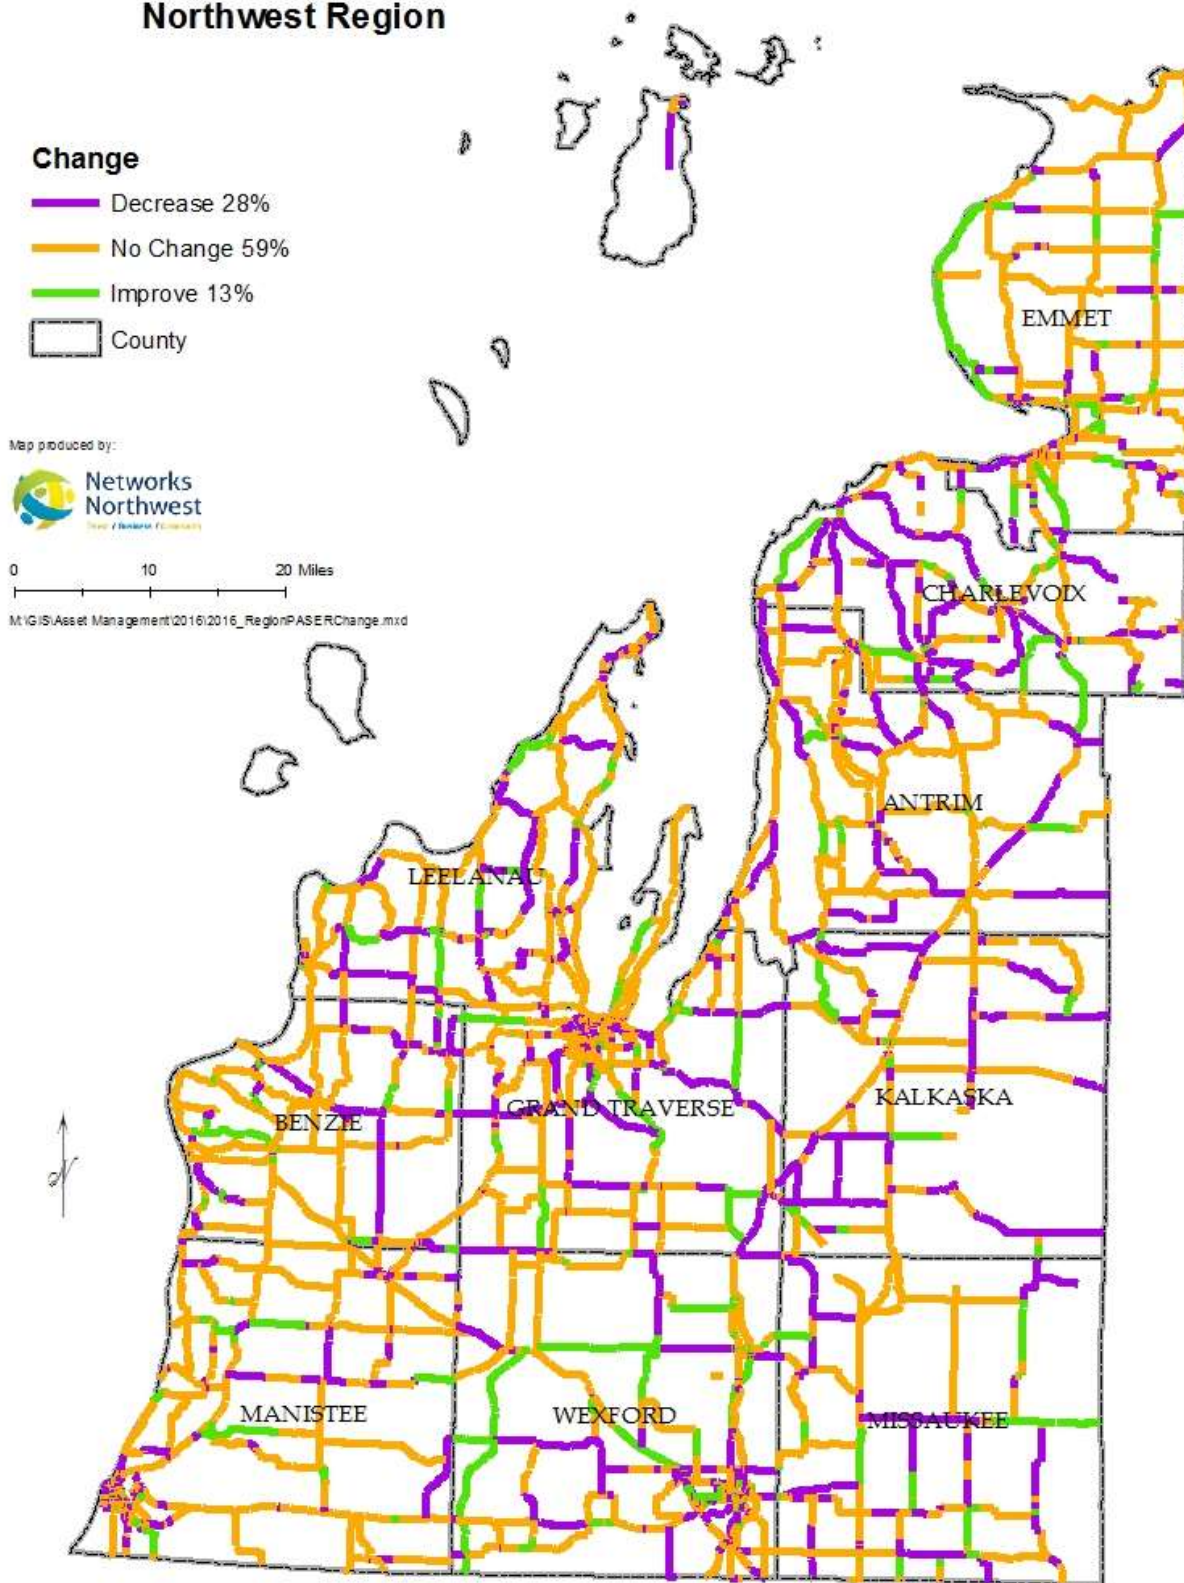 Northwest Region
Change
Decrease 28%
No Change 59%
Improve 13%
County
Map produced by:
Networks
Northwest
0 10 20 Miles
M:\GIS\Asset Management\2016\2016_RegionPASERChange.mxd
N
EMMET
CHARLEVOIX
ANTRIM
LEELANAU
KALKASKA
GRAND TRAVERSE
BENZIE
MANISTEE
WEXFORD
MISSAUKEE